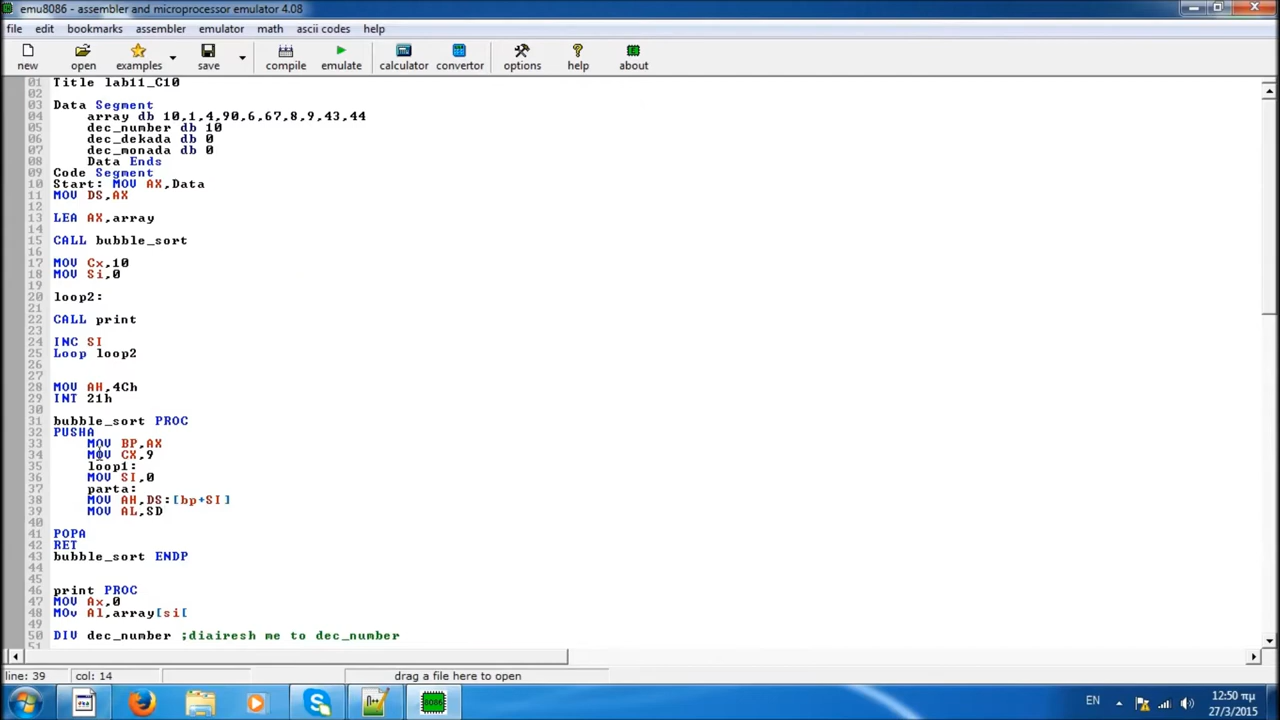 emu8086 - assembler and microprocessor emulator 4.08
file edit bookmarks assembler emulator math ascii codes help
new open examples save compile emulate calculator convertor options help about
01 Title lab11_C10
02
03 Data Segment
04 array db 10,1,4,90,6,67,8,9,43,44
05 dec_number db 10
06 dec_dekada db 0
07 dec_monada db 0
08 Data Ends
09 Code Segment
10 Start: MOV AX,Data
11 MOV DS,AX
12
13 LEA AX,array
14
15 CALL bubble_sort
16
17 MOV Cx,10
18 MOV Si,0
19
20 loop2:
21
22 CALL print
23
24 INC SI
25 Loop loop2
26
27
28 MOV AH,4Ch
29 INT 21h
30
31 bubble_sort PROC
32 PUSHA
33 MOV BP,AX
34 MOV CX,9
35 loop1:
36 MOV SI,0
37 parta:
38 MOV AH,DS:[bp+SI]
39 MOV AL,SD
40
41 POPA
42 RET
43 bubble_sort ENDP
44
45
46 print PROC
47 MOV Ax,0
48 MOv Al,array[si[
49
50 DIV dec_number ;diairesh me to dec_number
51
line: 39 col: 14 drag a file here to open
EN 12:50 πμ
27/3/2015